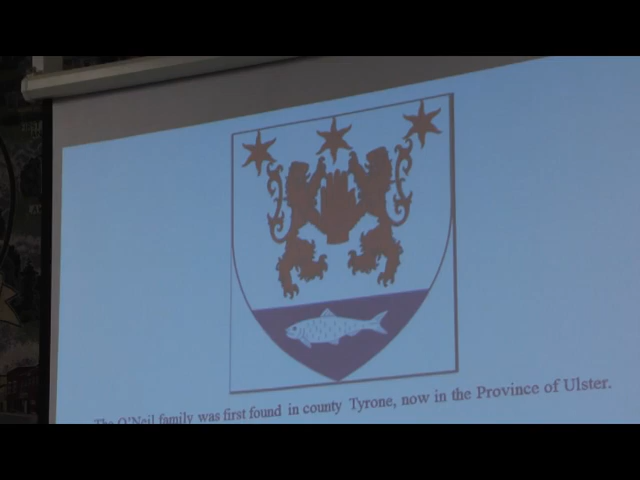 The O'Neil family was first found in county Tyrone, now in the Province of Ulster.